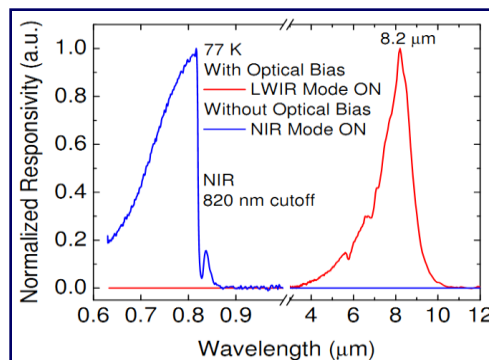 8.2 μm
77 K
With Optical Bias
LWIR Mode ON
Without Optical Bias
NIR Mode ON
NIR
820 nm cutoff
Normalized Responsivity (a.u.)
1.0
0.8
0.6
0.4
0.2
0.0
0.6 0.7 0.8 0.9 4 6 8 10 12
Wavelength (μm)